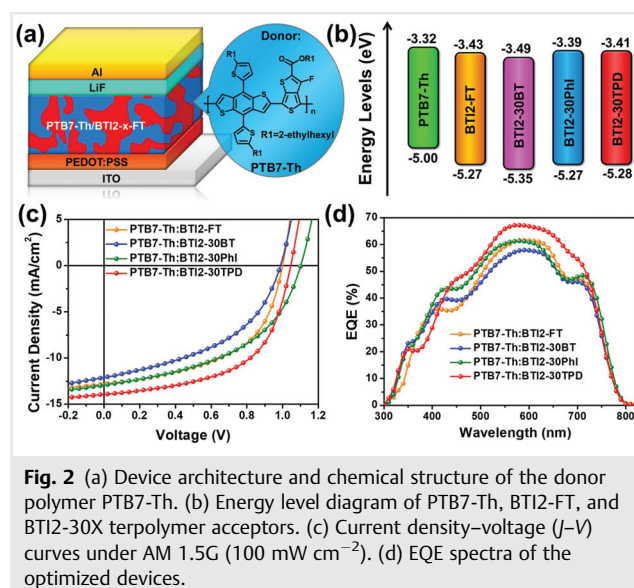 (a)
Al
LiF
PTB7-Th/BTI2-x-FT
PEDOT:PSS
ITO
Donor:
R1
S
O
OR1
F
S
S
S
S
n
S
R1
R1=2-ethylhexyl
PTB7-Th
(b)
Energy Levels (eV)
-3.32 -3.43 -3.49 -3.39 -3.41
PTB7-Th BTI2-FT BTI2-30BT BTI2-30PhI BTI2-30TPD
-5.00 -5.27 -5.35 -5.27 -5.28
(c)
Current Density (mA/cm²)
5
0
-5
-10
-15
PTB7-Th:BTI2-FT
PTB7-Th:BTI2-30BT
PTB7-Th:BTI2-30PhI
PTB7-Th:BTI2-30TPD
-0.2 0.0 0.2 0.4 0.6 0.8 1.0 1.2
Voltage (V)
(d)
EQE (%)
70
60
50
40
30
20
10
0
PTB7-Th:BTI2-FT
PTB7-Th:BTI2-30BT
PTB7-Th:BTI2-30PhI
PTB7-Th:BTI2-30TPD
300 400 500 600 700 800
Wavelength (nm)
Fig. 2 (a) Device architecture and chemical structure of the donor
polymer PTB7-Th. (b) Energy level diagram of PTB7-Th, BTI2-FT, and
BTI2-30X terpolymer acceptors. (c) Current density–voltage (J–V)
curves under AM 1.5G (100 mW cm−2). (d) EQE spectra of the
optimized devices.